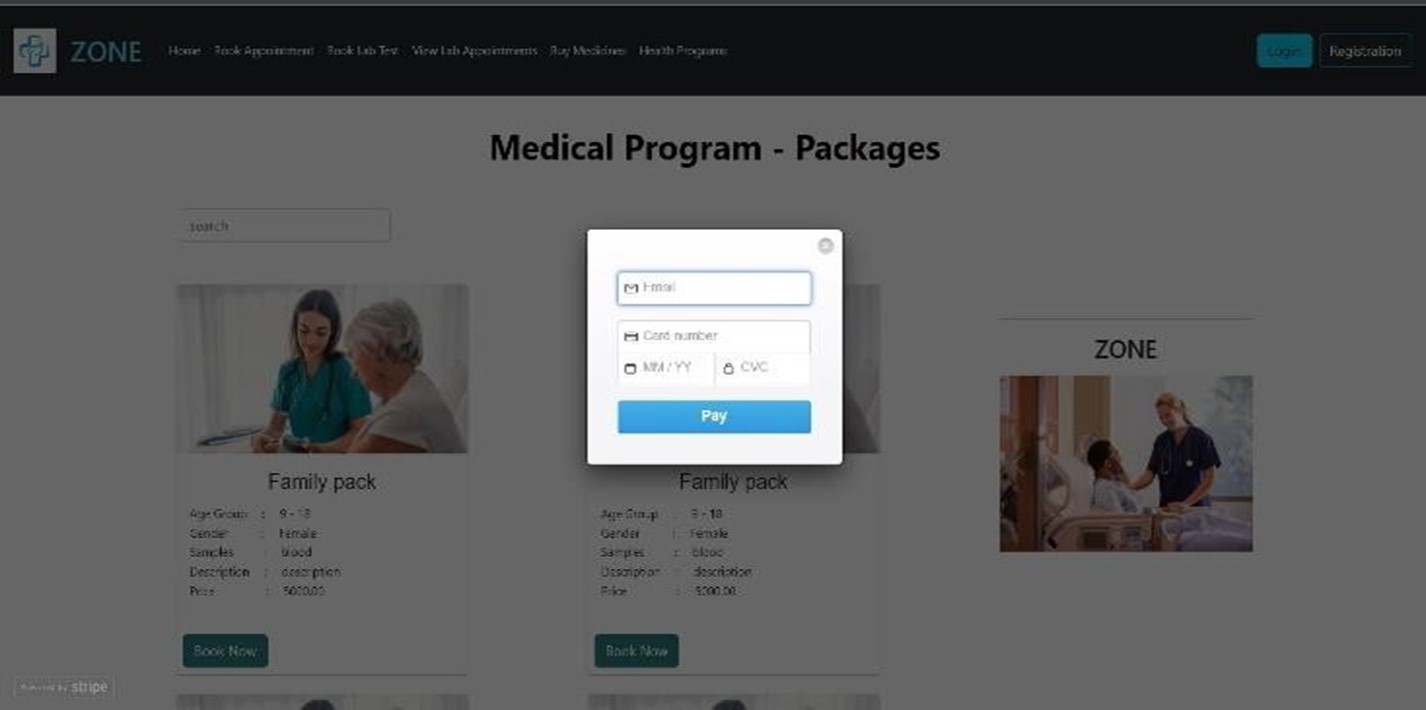 ZONE Home Book Appointment Book Lab Test View Lab Appointments Buy Medicines Health Programs Login Registration
Medical Program - Packages
Search
Email
Card number
MM / YY CVC
Pay
ZONE
Family pack Family pack
Age Group : 9 - 18 Age Group : 9 - 18
Gender : Female Gender : Female
Samples : blood Samples : blood
Description : description Description : description
Price : 5000.00 Price : 5000.00
Book Now Book Now
Powered by stripe